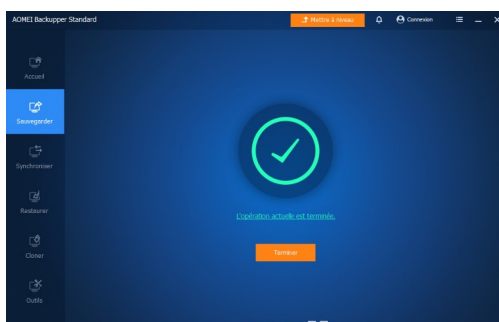 AOMEI Backupper Standard
Mettre à niveau
Connexion
Accueil
Sauvegarder
Synchroniser
Restaurer
Cloner
Outils
L'opération actuelle est terminée.
Terminer